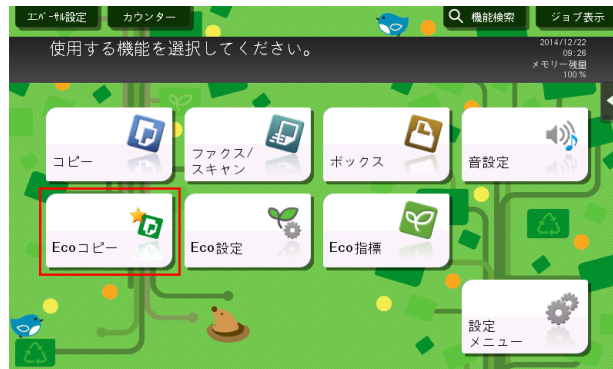 ﾕﾆﾊﾞｰｻﾙ設定
カウンター
機能検索
ジョブ表示
使用する機能を選択してください。
2014/12/22
09:26
メモリー残量
100 %
コピー
ファクス/
スキャン
ボックス
音設定
Ecoコピー
Eco設定
Eco指標
設定
メニュー